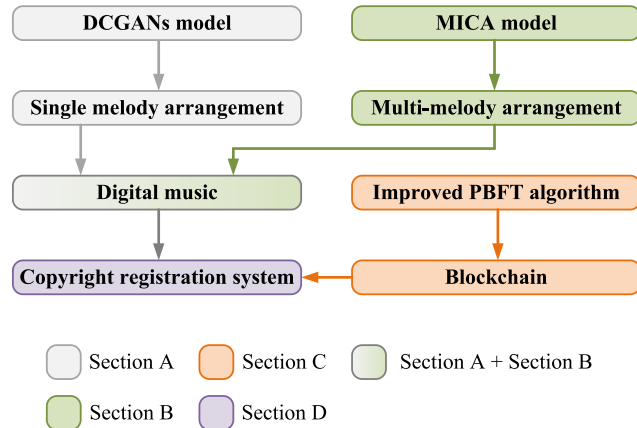 DCGANs model
MICA model
Single melody arrangement
Multi-melody arrangement
Digital music
Improved PBFT algorithm
Copyright registration system
Blockchain
Section A
Section C
Section A + Section B
Section B
Section D